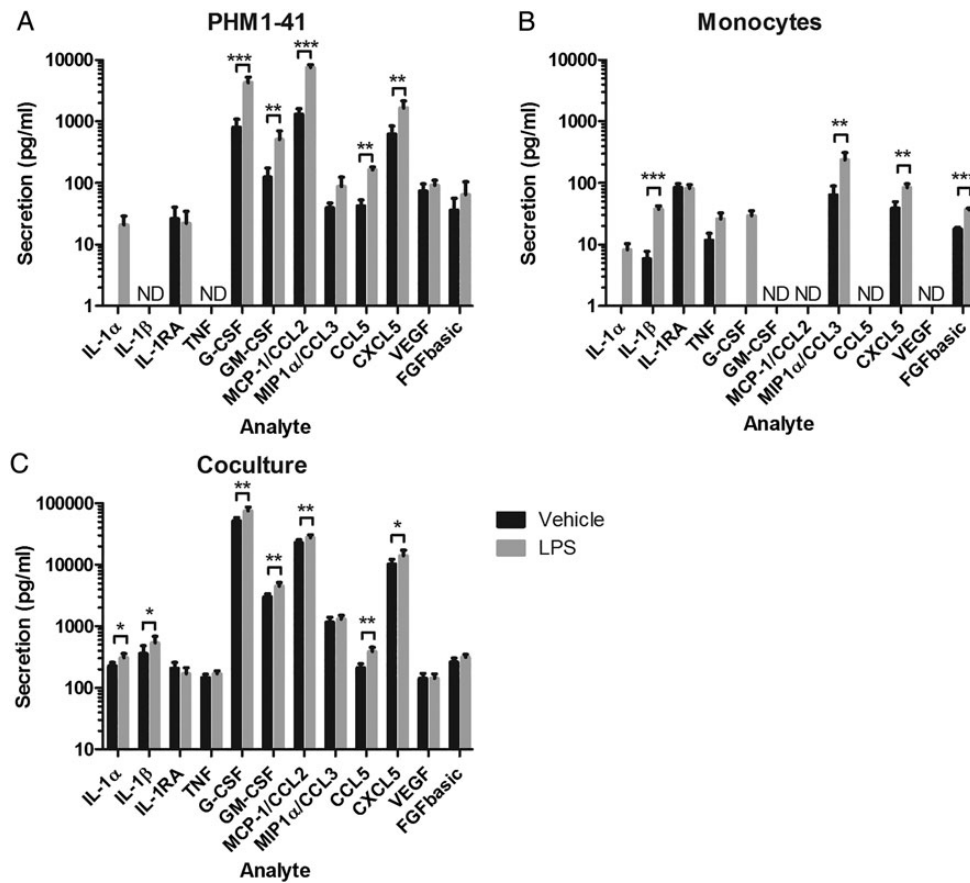 A
PHM1-41
Secretion (pg/ml)
10000
1000
100
10
1
***
**
***
**
**
ND
ND
IL-1α
IL-1β
IL-1RA
TNF
G-CSF
GM-CSF
MCP-1/CCL2
MIP1α/CCL3
CCL5
CXCL5
VEGF
FGFbasic
Analyte
B
Monocytes
Secretion (pg/ml)
10000
1000
100
10
1
***
**
**
***
ND
ND
ND
ND
IL-1α
IL-1β
IL-1RA
TNF
G-CSF
GM-CSF
MCP-1/CCL2
MIP1α/CCL3
CCL5
CXCL5
VEGF
FGFbasic
Analyte
C
Coculture
Secretion (pg/ml)
100000
10000
1000
100
10
*
*
**
**
**
**
*
IL-1α
IL-1β
IL-1RA
TNF
G-CSF
GM-CSF
MCP-1/CCL2
MIP1α/CCL3
CCL5
CXCL5
VEGF
FGFbasic
Analyte
Vehicle
LPS